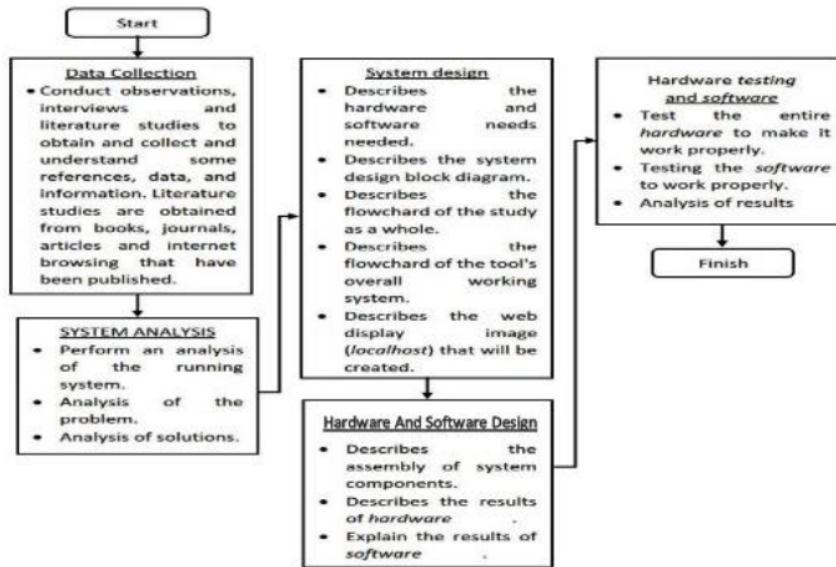 Start
Data Collection
• Conduct observations,
interviews and
literature studies to
obtain and collect and
understand some
references, data, and
information. Literature
studies are obtained
from books, journals,
articles and internet
browsing that have
been published.
SYSTEM ANALYSIS
• Perform an analysis
of the running
system.
• Analysis of the
problem.
• Analysis of solutions.
System design
• Describes the
hardware and
software needs
needed.
• Describes the system
design block diagram.
• Describes the
flowchard of the study
as a whole.
• Describes the
flowchard of the tool's
overall working
system.
• Describes the web
display image
(localhost) that will be
created.
Hardware And Software Design
• Describes the
assembly of system
components.
• Describes the results
of hardware .
• Explain the results of
software .
Hardware testing
and software
• Test the entire
hardware to make it
work properly.
• Testing the software
to work properly.
• Analysis of results
Finish